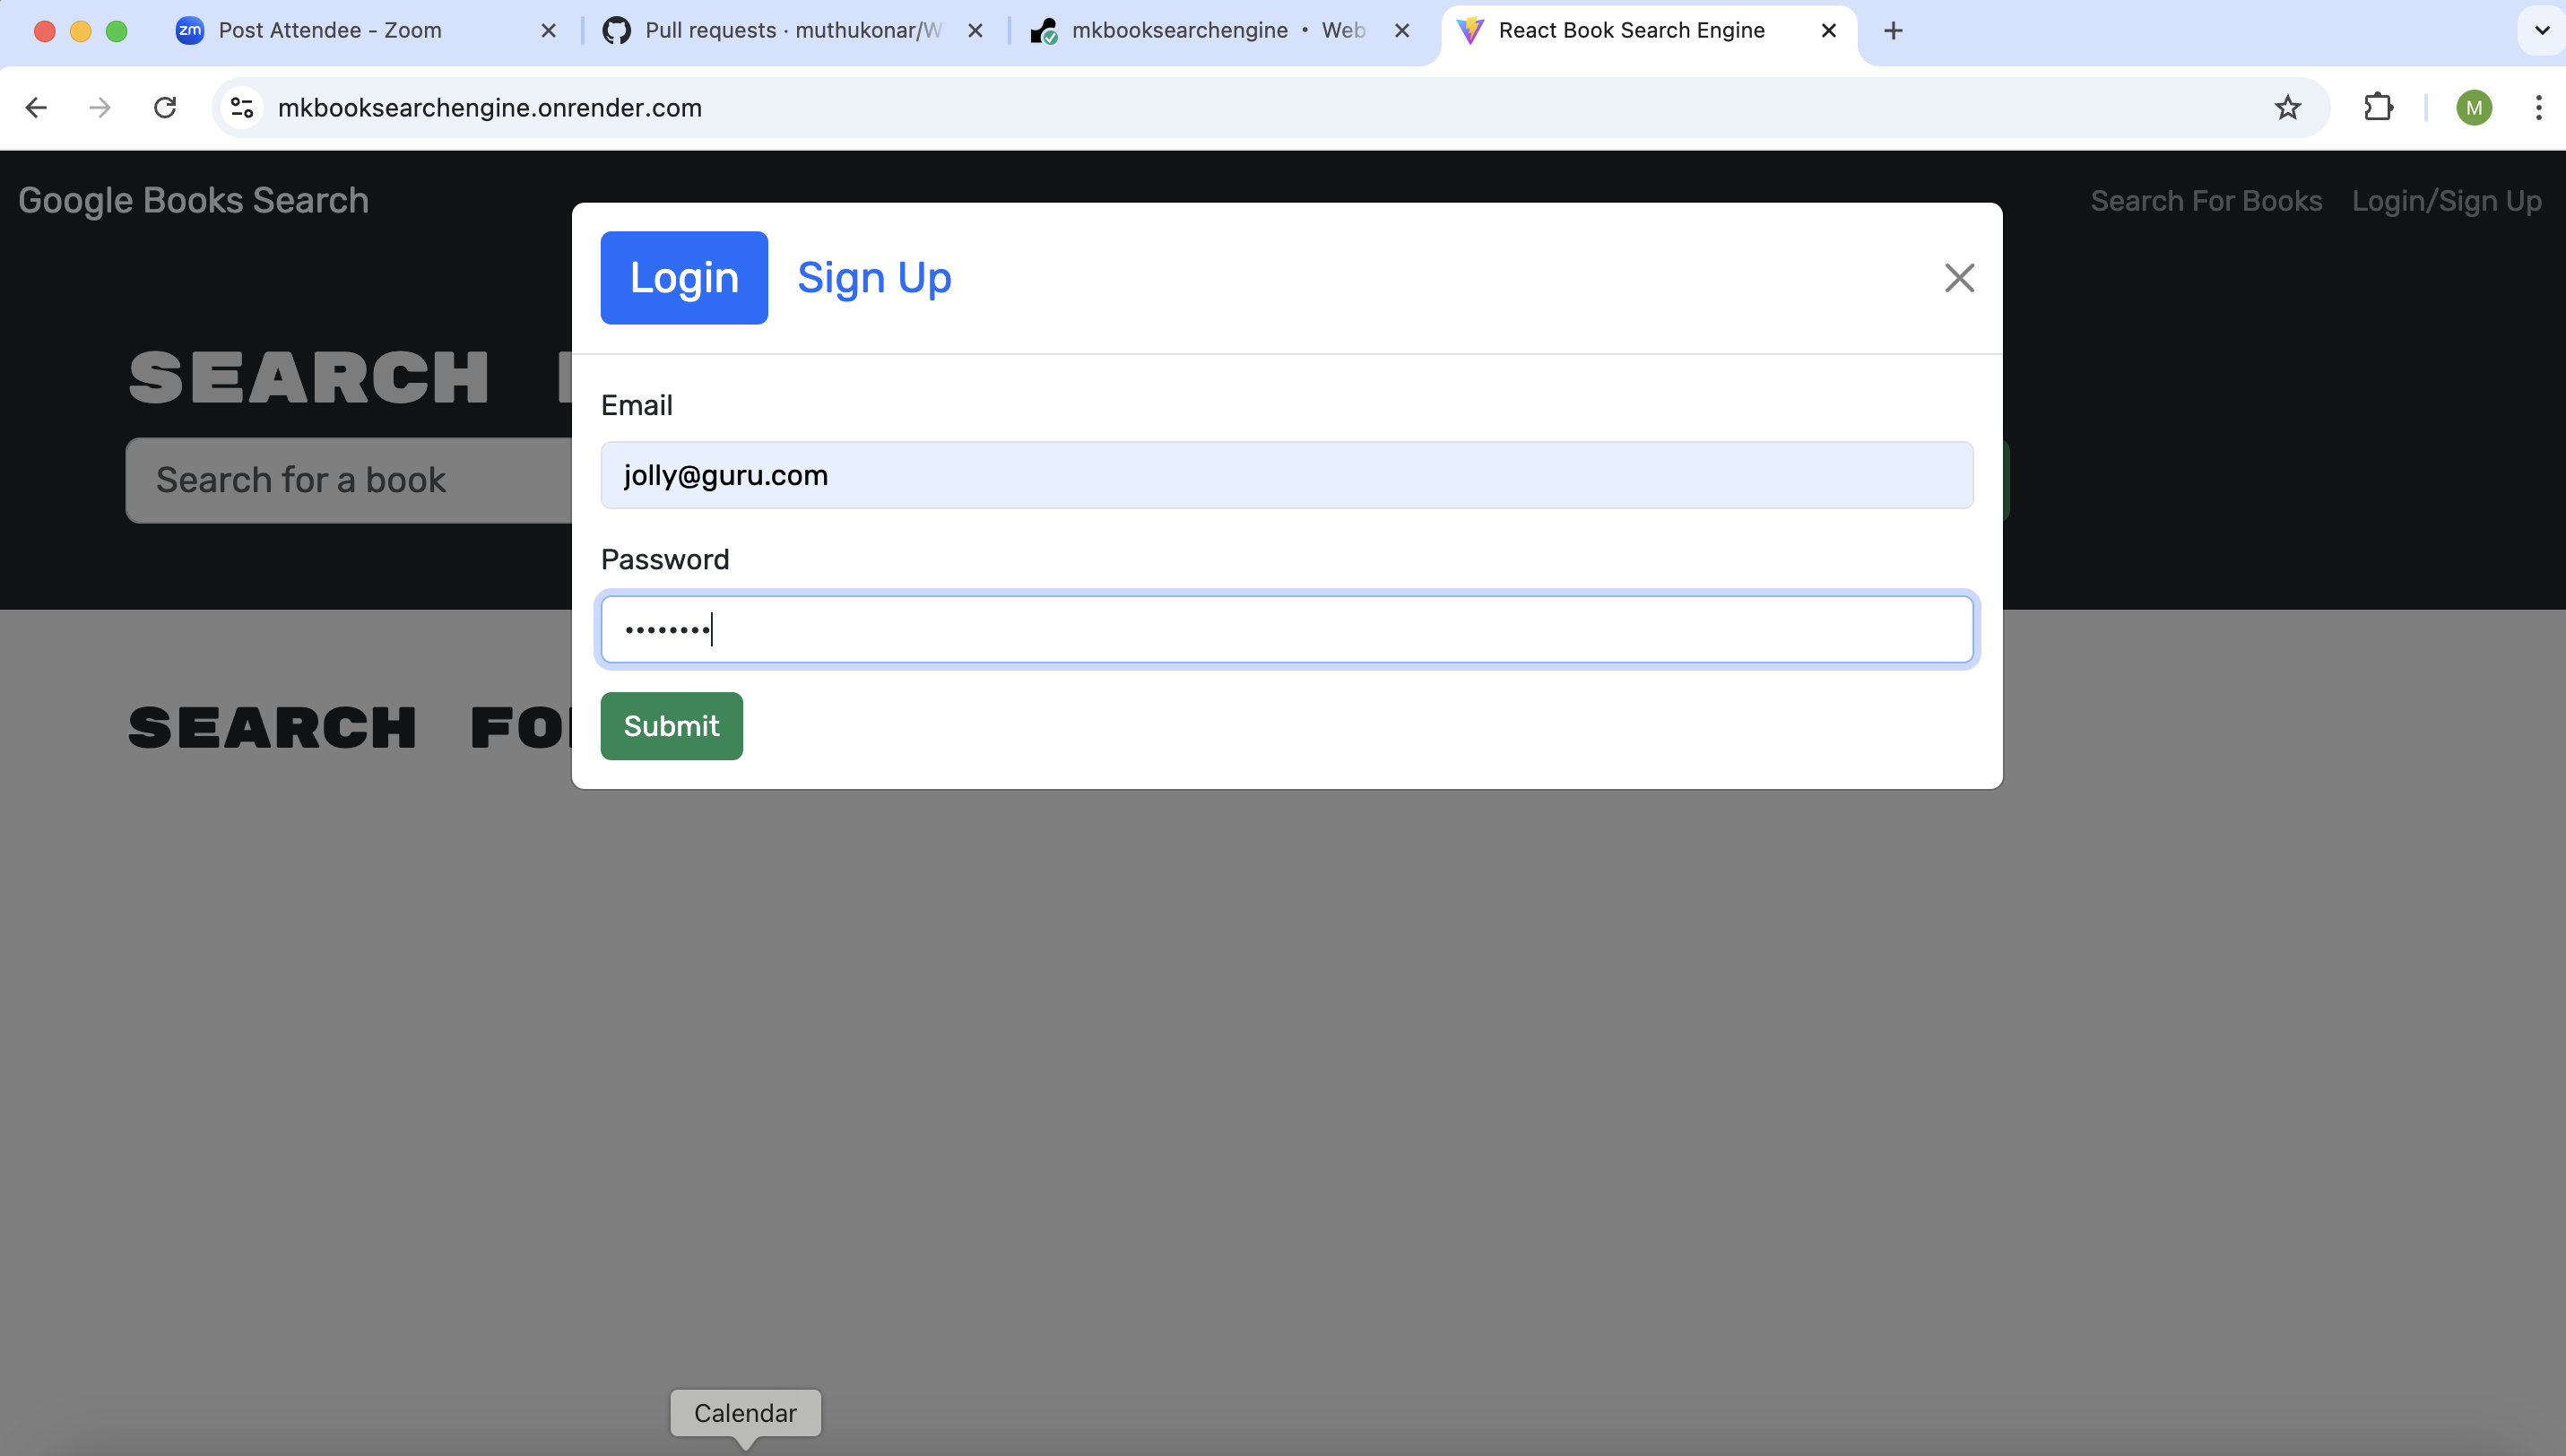 zm Post Attendee - Zoom
Pull requests · muthukonar/W
mkbooksearchengine • Web
React Book Search Engine
mkbooksearchengine.onrender.com
M
Google Books Search
Search For Books
Login/Sign Up
Login
Sign Up
SEARCH
Search for a book
Email
jolly@guru.com
Password
••••••••
Submit
SEARCH FO
Calendar